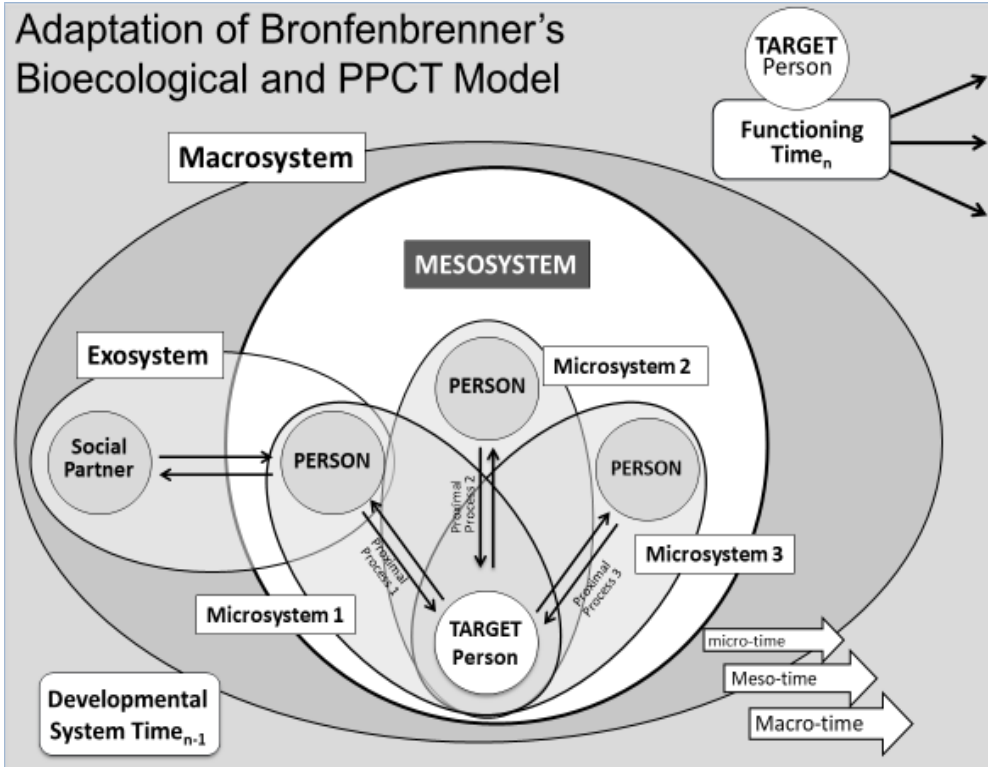 Adaptation of Bronfenbrenner's
Bioecological and PPCT Model
TARGET
Person
Functioning
Timen
Macrosystem
MESOSYSTEM
Exosystem
Microsystem 2
PERSON
Social
Partner
PERSON
PERSON
Proximal
Process 2
Proximal
Process 1
Proximal
Process 3
Microsystem 3
Microsystem 1
TARGET
Person
micro-time
Meso-time
Macro-time
Developmental
System Timen-1